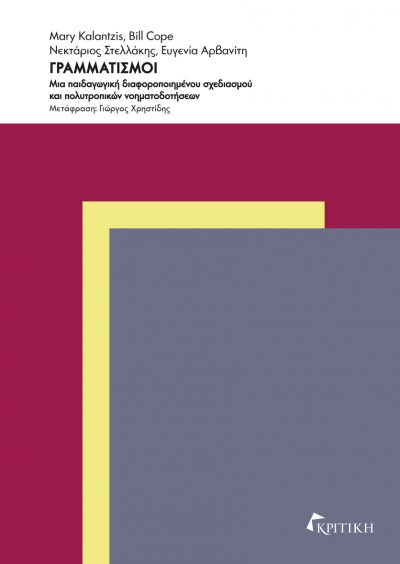 Mary Kalantzis, Bill Cope
Νεκτάριος Στελλάκης, Ευγενία Αρβανίτη
ΓΡΑΜΜΑΤΙΣΜΟΙ
Μια παιδαγωγική διαφοροποιημένου σχεδιασμού
και πολυτροπικών νοηματοδοτήσεων
Μετάφραση: Γιώργος Χρηστίδης
ΚΡΙΤΙΚΗ